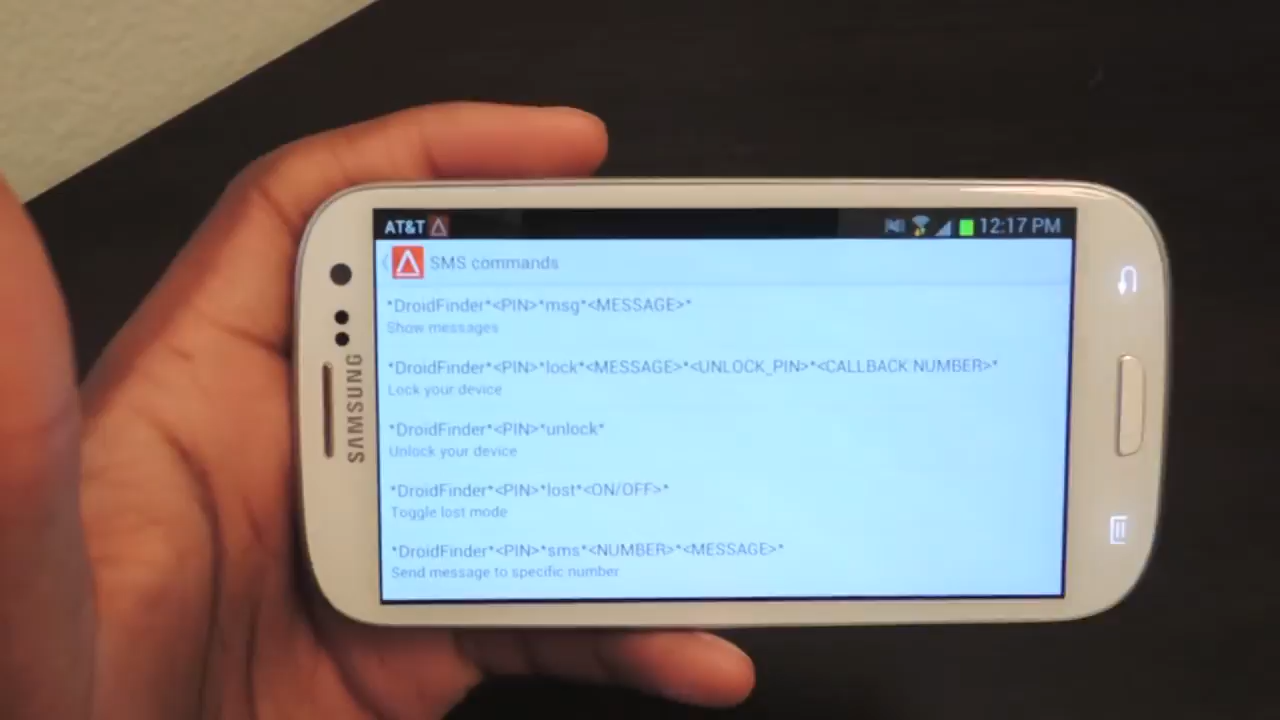 AT&T 12:17 PM
SMS commands
*DroidFinder*<PIN>*msg*<MESSAGE>*
Show messages
*DroidFinder*<PIN>*lock*<MESSAGE>*<UNLOCK_PIN>*<CALLBACK NUMBER>*
Lock your device
*DroidFinder*<PIN>*unlock*
Unlock your device
*DroidFinder*<PIN>*lost*<ON/OFF>*
Toggle lost mode
*DroidFinder*<PIN>*sms*<NUMBER>*<MESSAGE>*
Send message to specific number
SAMSUNG